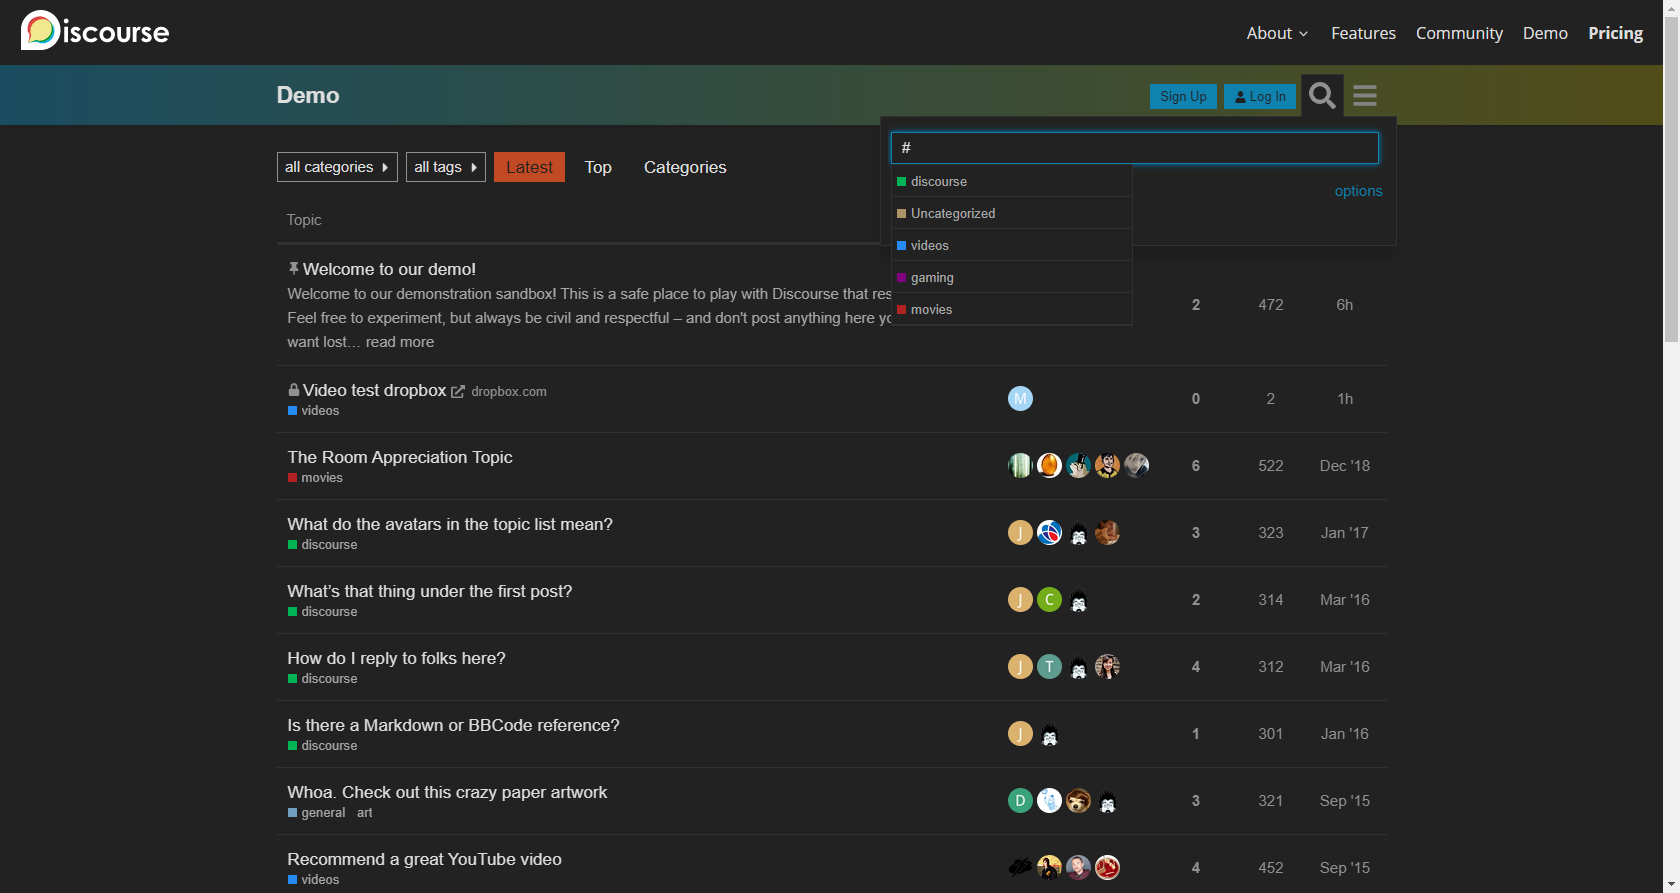 Discourse
About Features Community Demo Pricing
Demo
Sign Up Log In
#
all categories all tags Latest Top Categories
discourse
options
Uncategorized
Topic
videos
gaming
movies
Welcome to our demo!
Welcome to our demonstration sandbox! This is a safe place to play with Discourse that res
Feel free to experiment, but always be civil and respectful – and don't post anything here yo
want lost… read more
2 472 6h
Video test dropbox dropbox.com
videos
M
0 2 1h
The Room Appreciation Topic
movies
6 522 Dec '18
What do the avatars in the topic list mean?
discourse
J
3 323 Jan '17
What’s that thing under the first post?
discourse
J C
2 314 Mar '16
How do I reply to folks here?
discourse
J T
4 312 Mar '16
Is there a Markdown or BBCode reference?
discourse
J
1 301 Jan '16
Whoa. Check out this crazy paper artwork
general art
D
3 321 Sep '15
Recommend a great YouTube video
videos
4 452 Sep '15